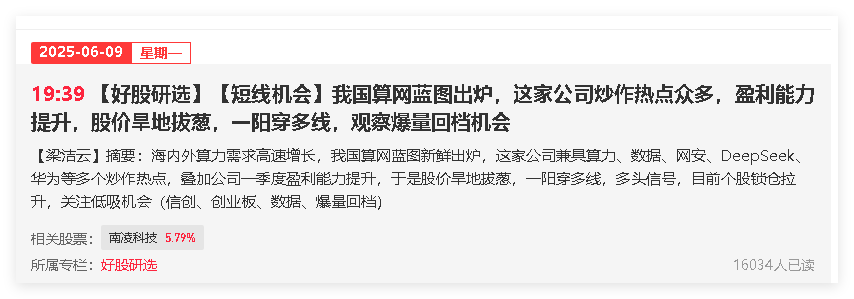 2025-06-09 星期一
19:39 【好股研选】【短线机会】我国算网蓝图出炉，这家公司炒作热点众多，盈利能力
提升，股价旱地拔葱，一阳穿多线，观察爆量回档机会
【梁洁云】摘要：海内外算力需求高速增长，我国算网蓝图新鲜出炉，这家公司兼具算力、数据、网安、DeepSeek、
华为等多个炒作热点，叠加公司一季度盈利能力提升，于是股价旱地拔葱，一阳穿多线，多头信号，目前个股锁仓拉
升，关注低吸机会（信创、创业板、数据、爆量回档）
相关股票： 南凌科技 5.79%
所属专栏：好股研选 16034人已读